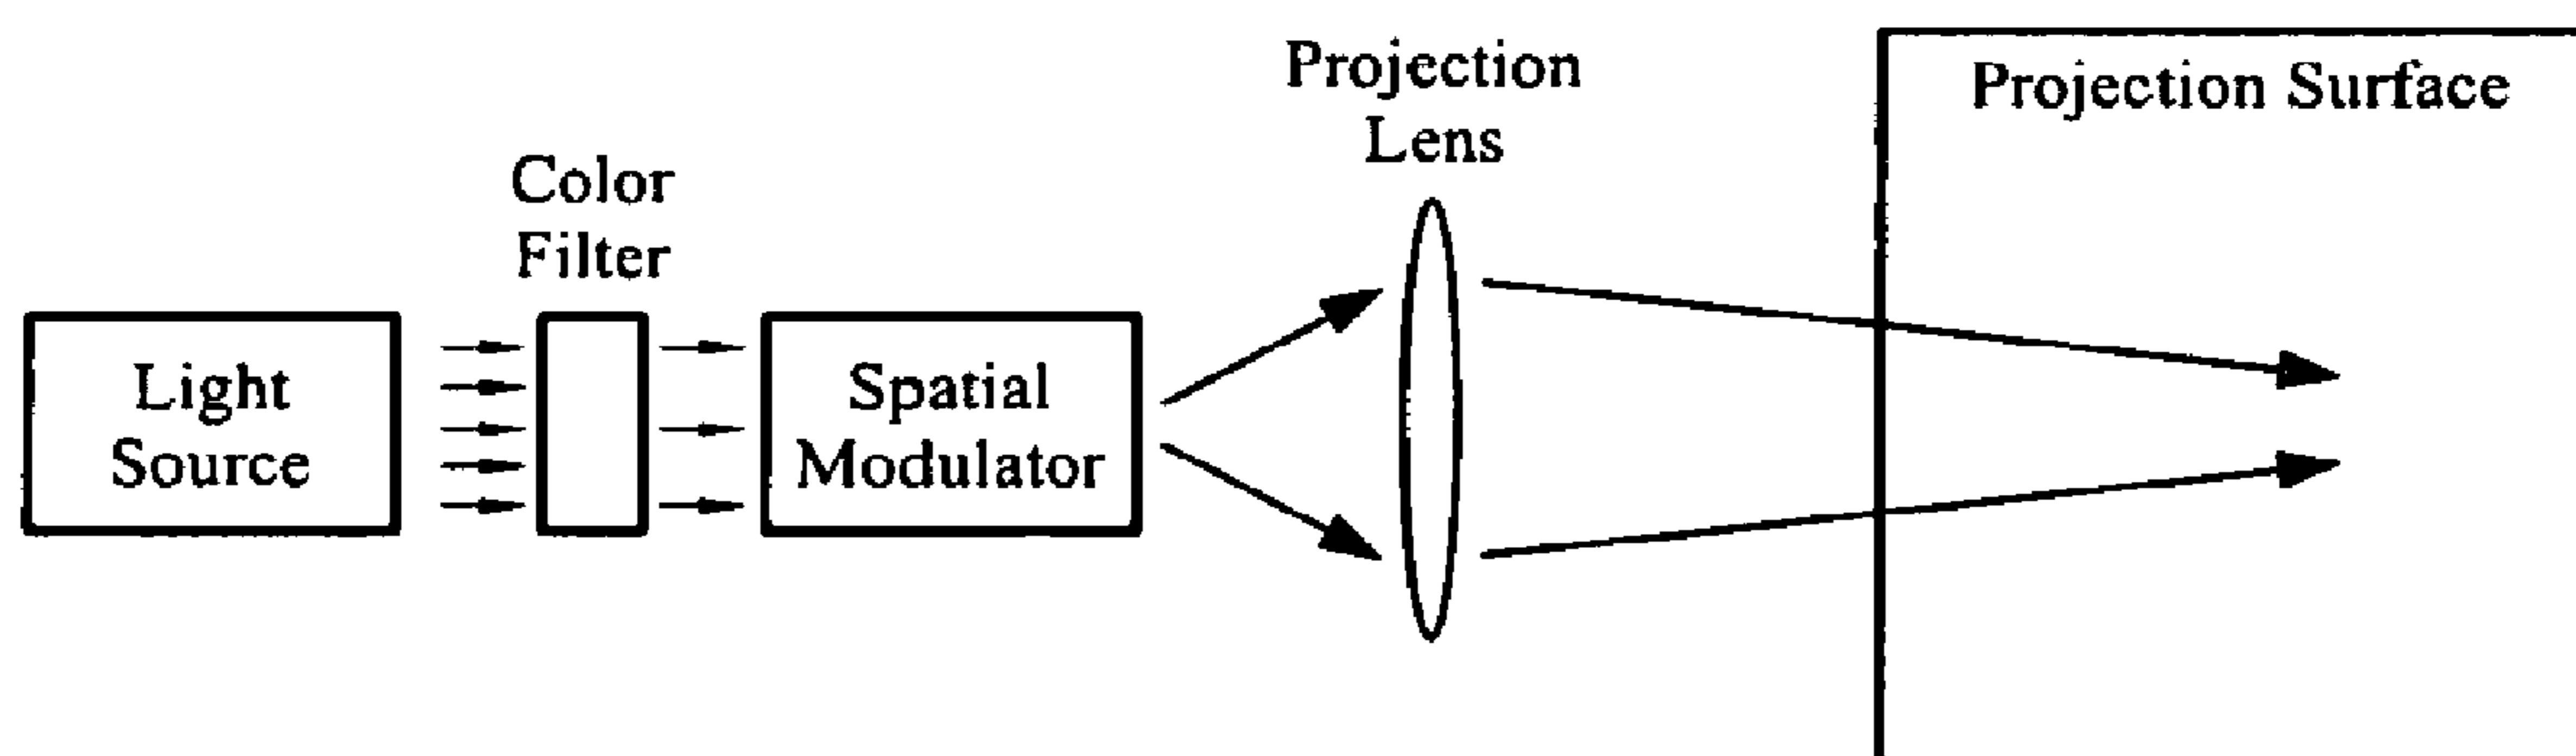 Light
Source
Color
Filter
Spatial
Modulator
Projection
Lens
Projection Surface